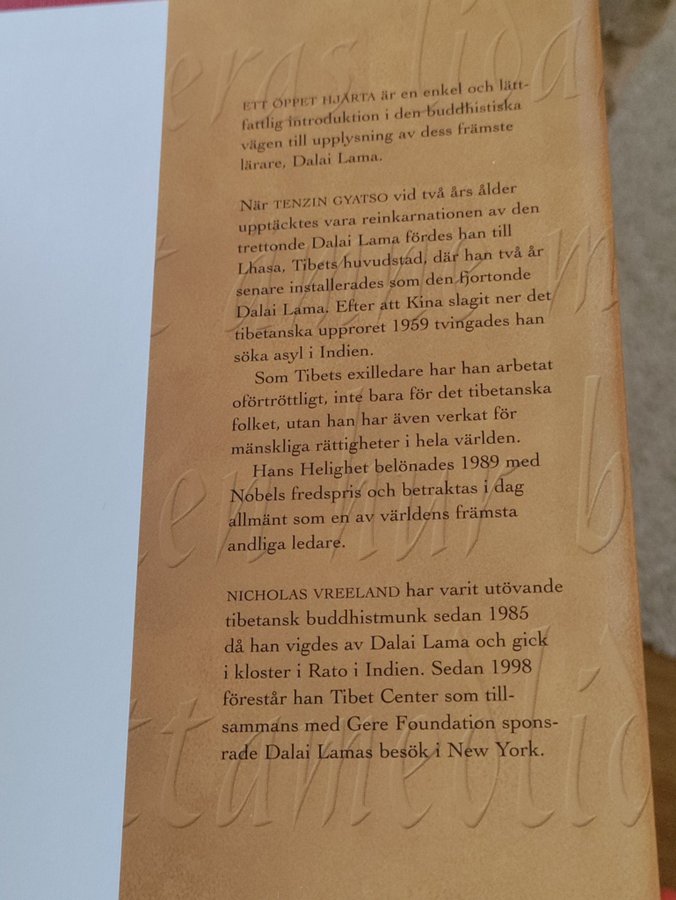 ETT ÖPPET HJÄRTA är en enkel och lätt-
fattlig introduktion i den buddhistiska
vägen till upplysning av dess främste
lärare, Dalai Lama.
När TENZIN GYATSO vid två års ålder
upptäcktes vara reinkarnationen av den
trettonde Dalai Lama fördes han till
Lhasa, Tibets huvudstad, där han två år
senare installerades som den fjortonde
Dalai Lama. Efter att Kina slagit ner det
tibetanska upproret 1959 tvingades han
söka asyl i Indien.
Som Tibets exilledare har han arbetat
oförtröttligt, inte bara för det tibetanska
folket, utan han har även verkat för
mänskliga rättigheter i hela världen.
Hans Helighet belönades 1989 med
Nobels fredspris och betraktas i dag
allmänt som en av världens främsta
andliga ledare.
NICHOLAS VREELAND har varit utövande
tibetansk buddhistmunk sedan 1985
då han vigdes av Dalai Lama och gick
i kloster i Rato i Indien. Sedan 1998
förestår han Tibet Center som till-
sammans med Gere Foundation spons-
rade Dalai Lamas besök i New York.